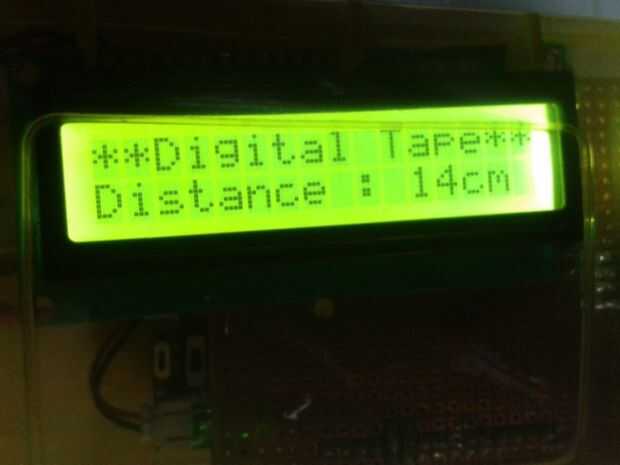 **Digital Tape**
Distance : 14cm